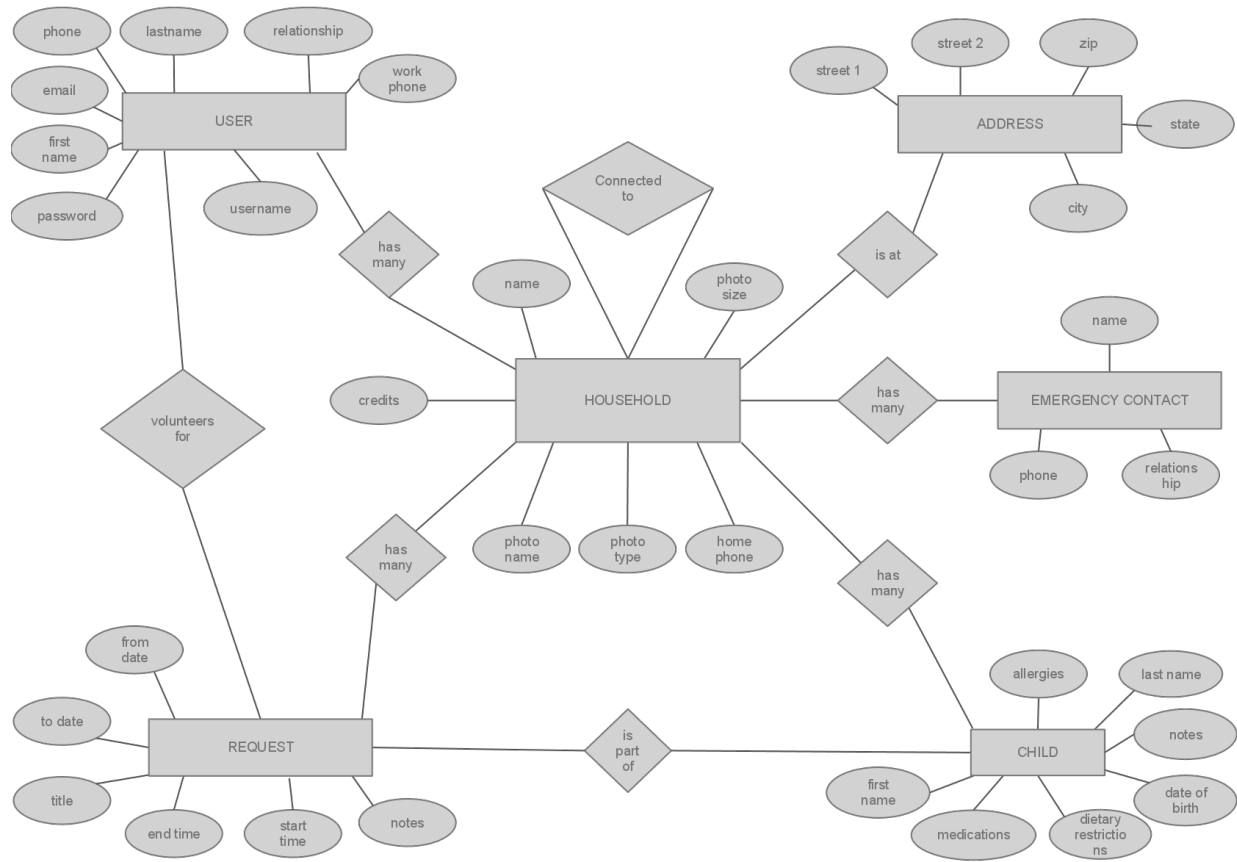 phone
lastname
relationship
work
phone
email
USER
first
name
password
username
street 1
street 2
zip
ADDRESS
state
city
Connected
to
has
many
is at
name
photo
size
name
credits
HOUSEHOLD
has
many
EMERGENCY CONTACT
phone
relations
hip
volunteers
for
photo
name
photo
type
home
phone
has
many
has
many
from
date
to date
REQUEST
title
end time
start
time
notes
is
part
of
allergies
last name
notes
CHILD
first
name
date of
birth
medications
dietary
restrictio
ns